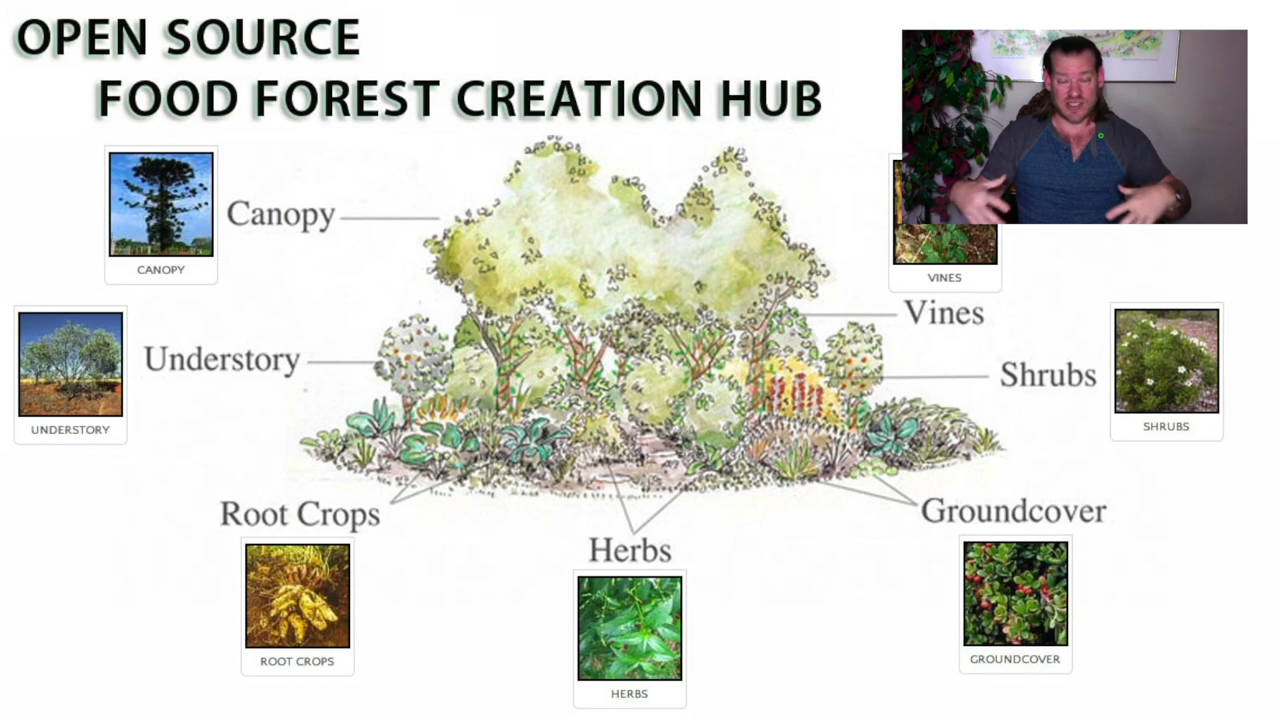 OPEN SOURCE
FOOD FOREST CREATION HUB
Canopy
CANOPY
VINES
Vines
Understory
UNDERSTORY
Shrubs
SHRUBS
Root Crops
ROOT CROPS
Herbs
HERBS
Groundcover
GROUNDCOVER